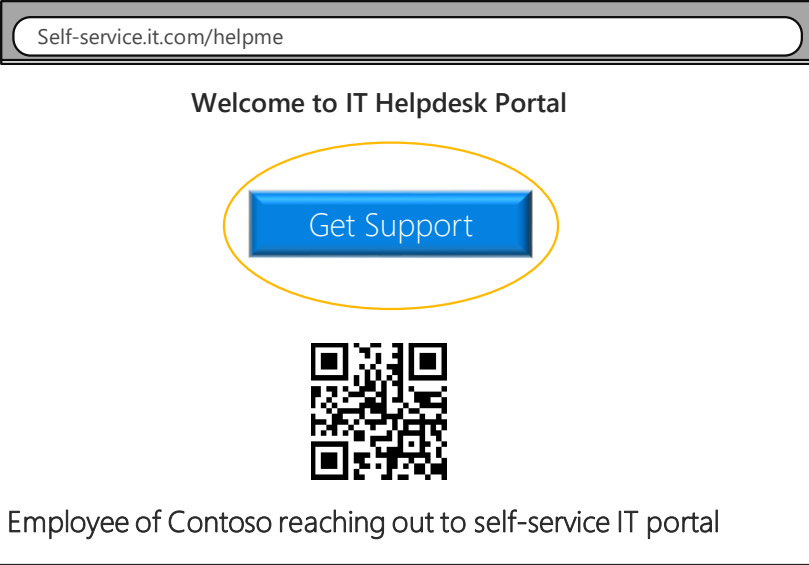 Self-service.it.com/helpme
Welcome to IT Helpdesk Portal
Get Support
Employee of Contoso reaching out to self-service IT portal